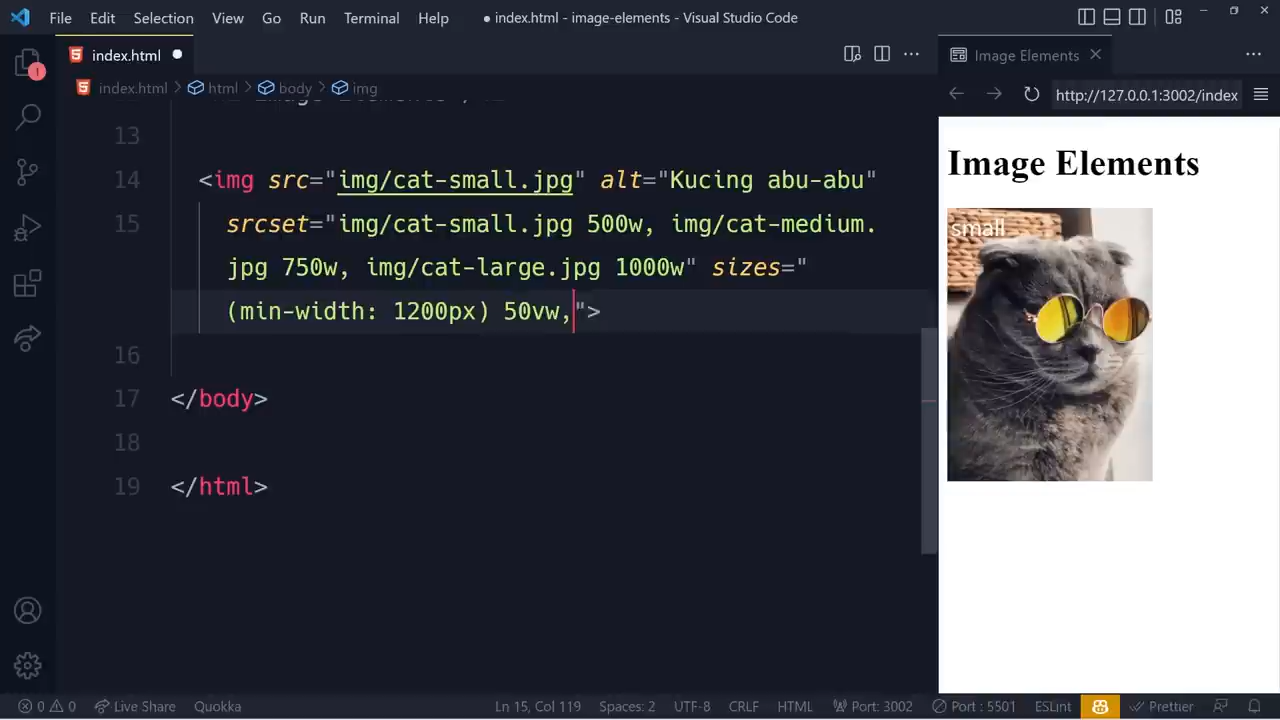 File Edit Selection View Go Run Terminal Help ● index.html - image-elements - Visual Studio Code
index.html
Image Elements
index.html > html > body > img
http://127.0.0.1:3002/index
13
14 <img src="img/cat-small.jpg" alt="Kucing abu-abu"
15 srcset="img/cat-small.jpg 500w, img/cat-medium.
jpg 750w, img/cat-large.jpg 1000w" sizes="
(min-width: 1200px) 50vw,">
16
17 </body>
18
19 </html>
Image Elements
small
1
0 0 Live Share Quokka Ln 15, Col 119 Spaces: 2 UTF-8 CRLF HTML Port: 3002 Port : 5501 ESLint Prettier